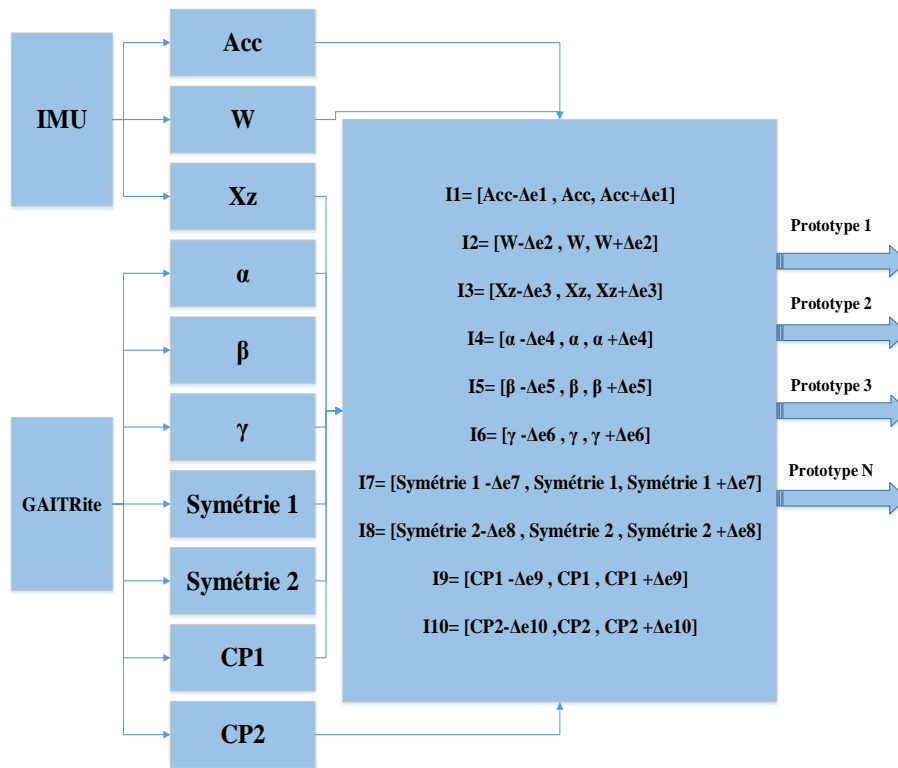 IMU
GAITRite
Acc
W
Xz
α
β
γ
Symétrie 1
Symétrie 2
CP1
CP2
I1= [Acc-Δe1 , Acc, Acc+Δe1]
I2= [W-Δe2 , W, W+Δe2]
I3= [Xz-Δe3 , Xz, Xz+Δe3]
I4= [α -Δe4 , α , α +Δe4]
I5= [β -Δe5 , β , β +Δe5]
I6= [γ -Δe6 , γ , γ +Δe6]
I7= [Symétrie 1 -Δe7 , Symétrie 1, Symétrie 1 +Δe7]
I8= [Symétrie 2-Δe8 , Symétrie 2 , Symétrie 2 +Δe8]
I9= [CP1 -Δe9 , CP1 , CP1 +Δe9]
I10= [CP2-Δe10 ,CP2 , CP2 +Δe10]
Prototype 1
Prototype 2
Prototype 3
Prototype N